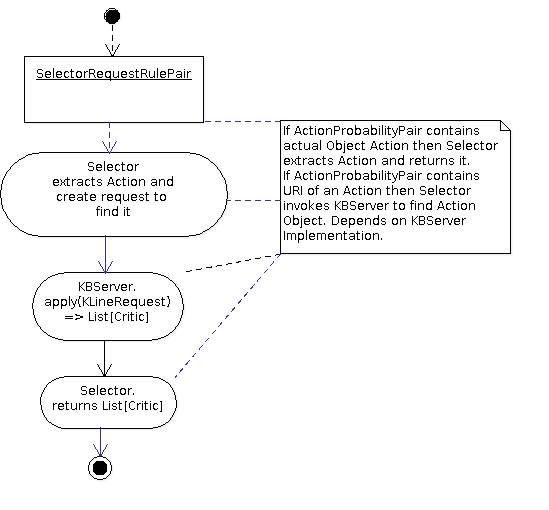 SelectorRequestRulePair
If ActionProbabilityPair contains
actual Object Action then Selector
extracts Action and returns it.
If ActionProbabilityPair contains
URI of an Action then Selector
invokes KBServer to find Action
Object. Depends on KBServer
Implementation.
Selector
extracts Action and
create request to
find it
KBServer.
apply(KLineRequest)
=> List[Critic]
Selector.
returns List[Critic]